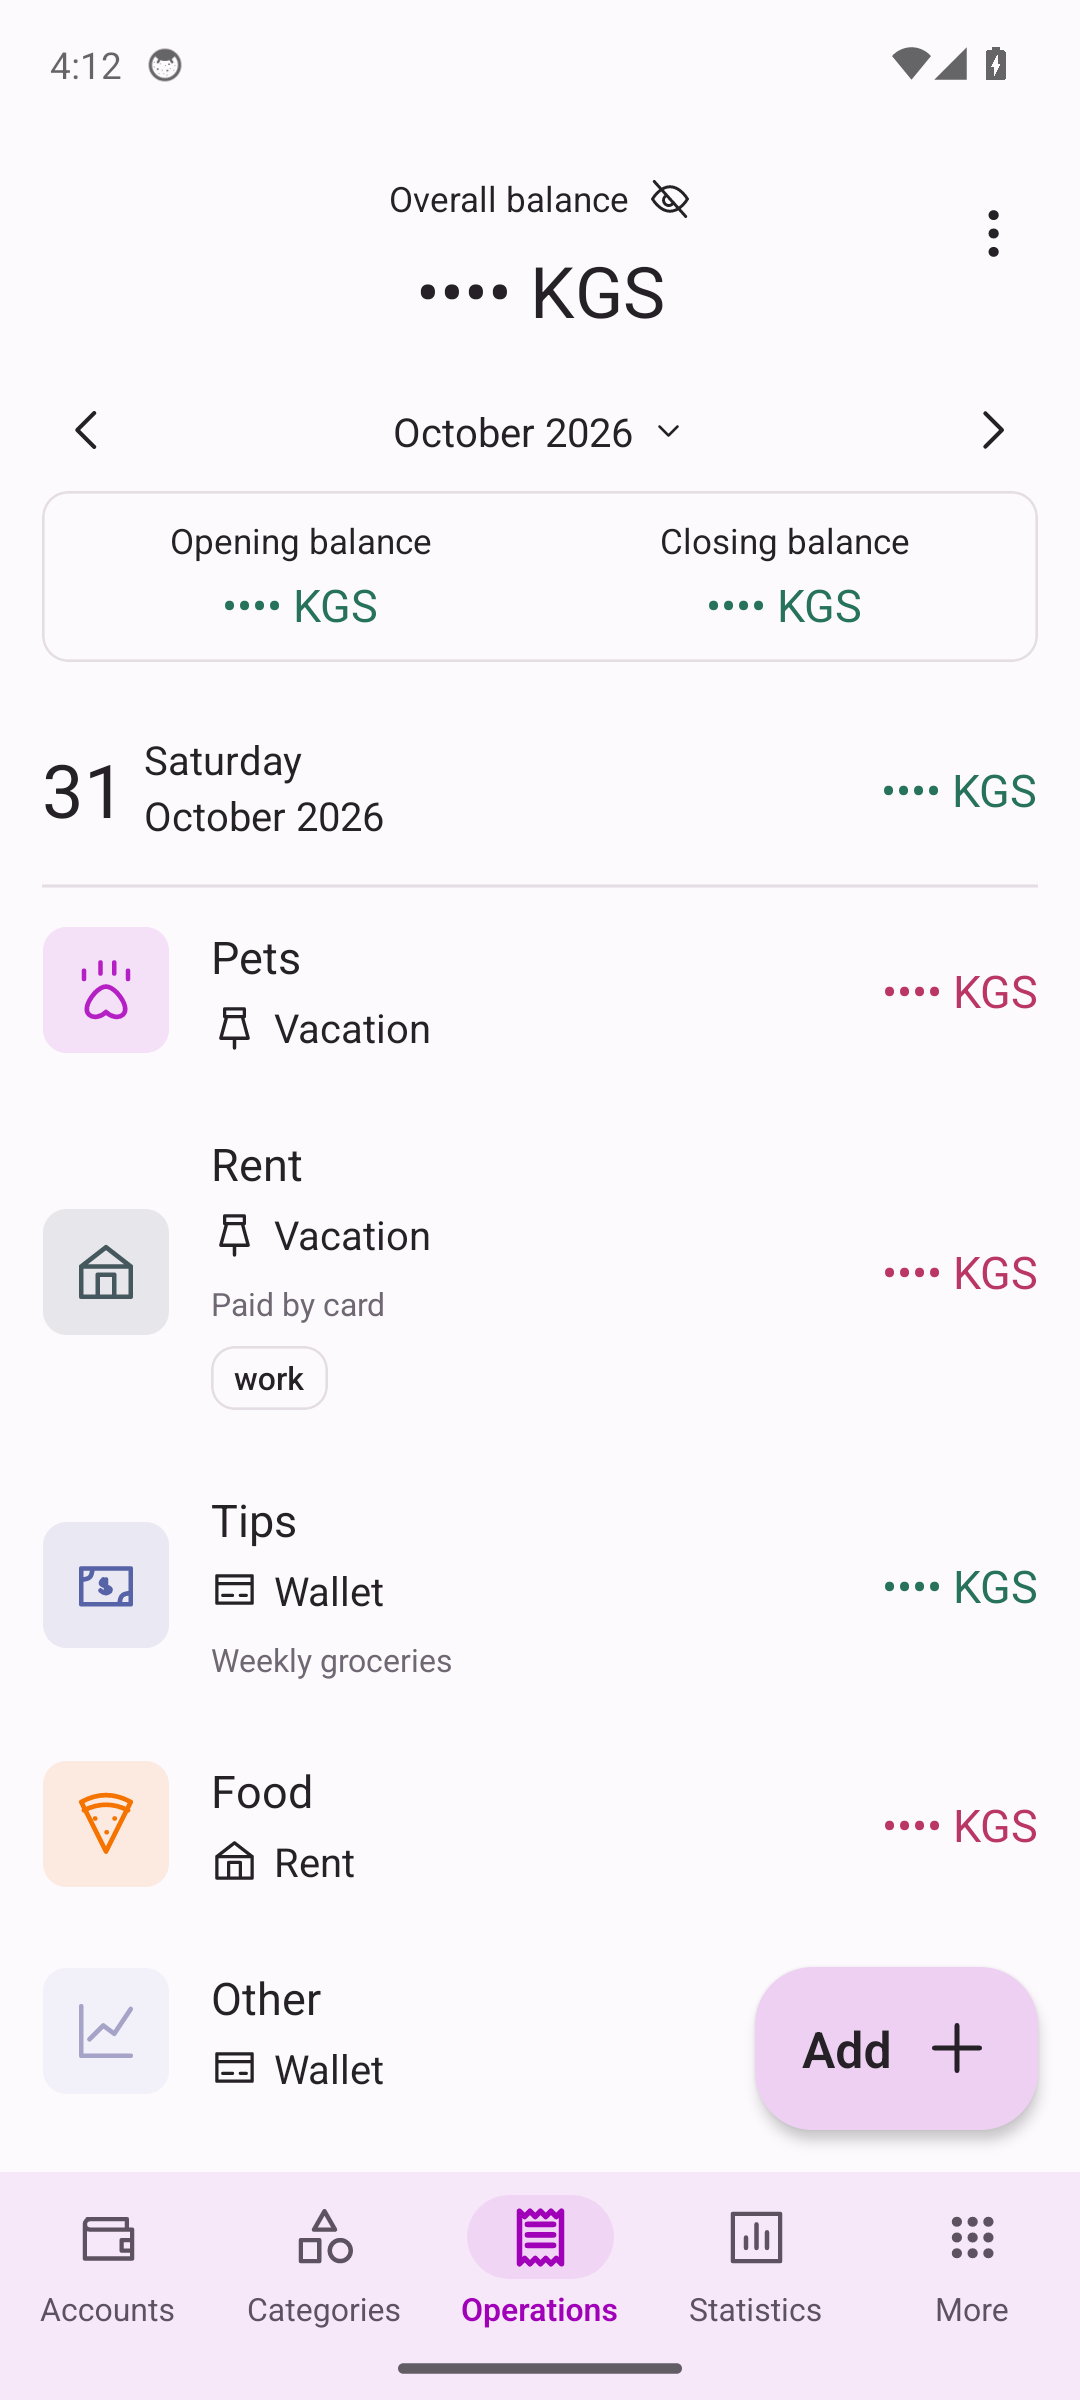 4:12
Overall balance
•••• KGS
October 2026
Opening balance
•••• KGS
Closing balance
•••• KGS
31
Saturday
October 2026
•••• KGS
Pets
Vacation
•••• KGS
Rent
Vacation
Paid by card
work
•••• KGS
Tips
Wallet
Weekly groceries
•••• KGS
Food
Rent
•••• KGS
Other
Wallet
Add
Accounts
Categories
Operations
Statistics
More